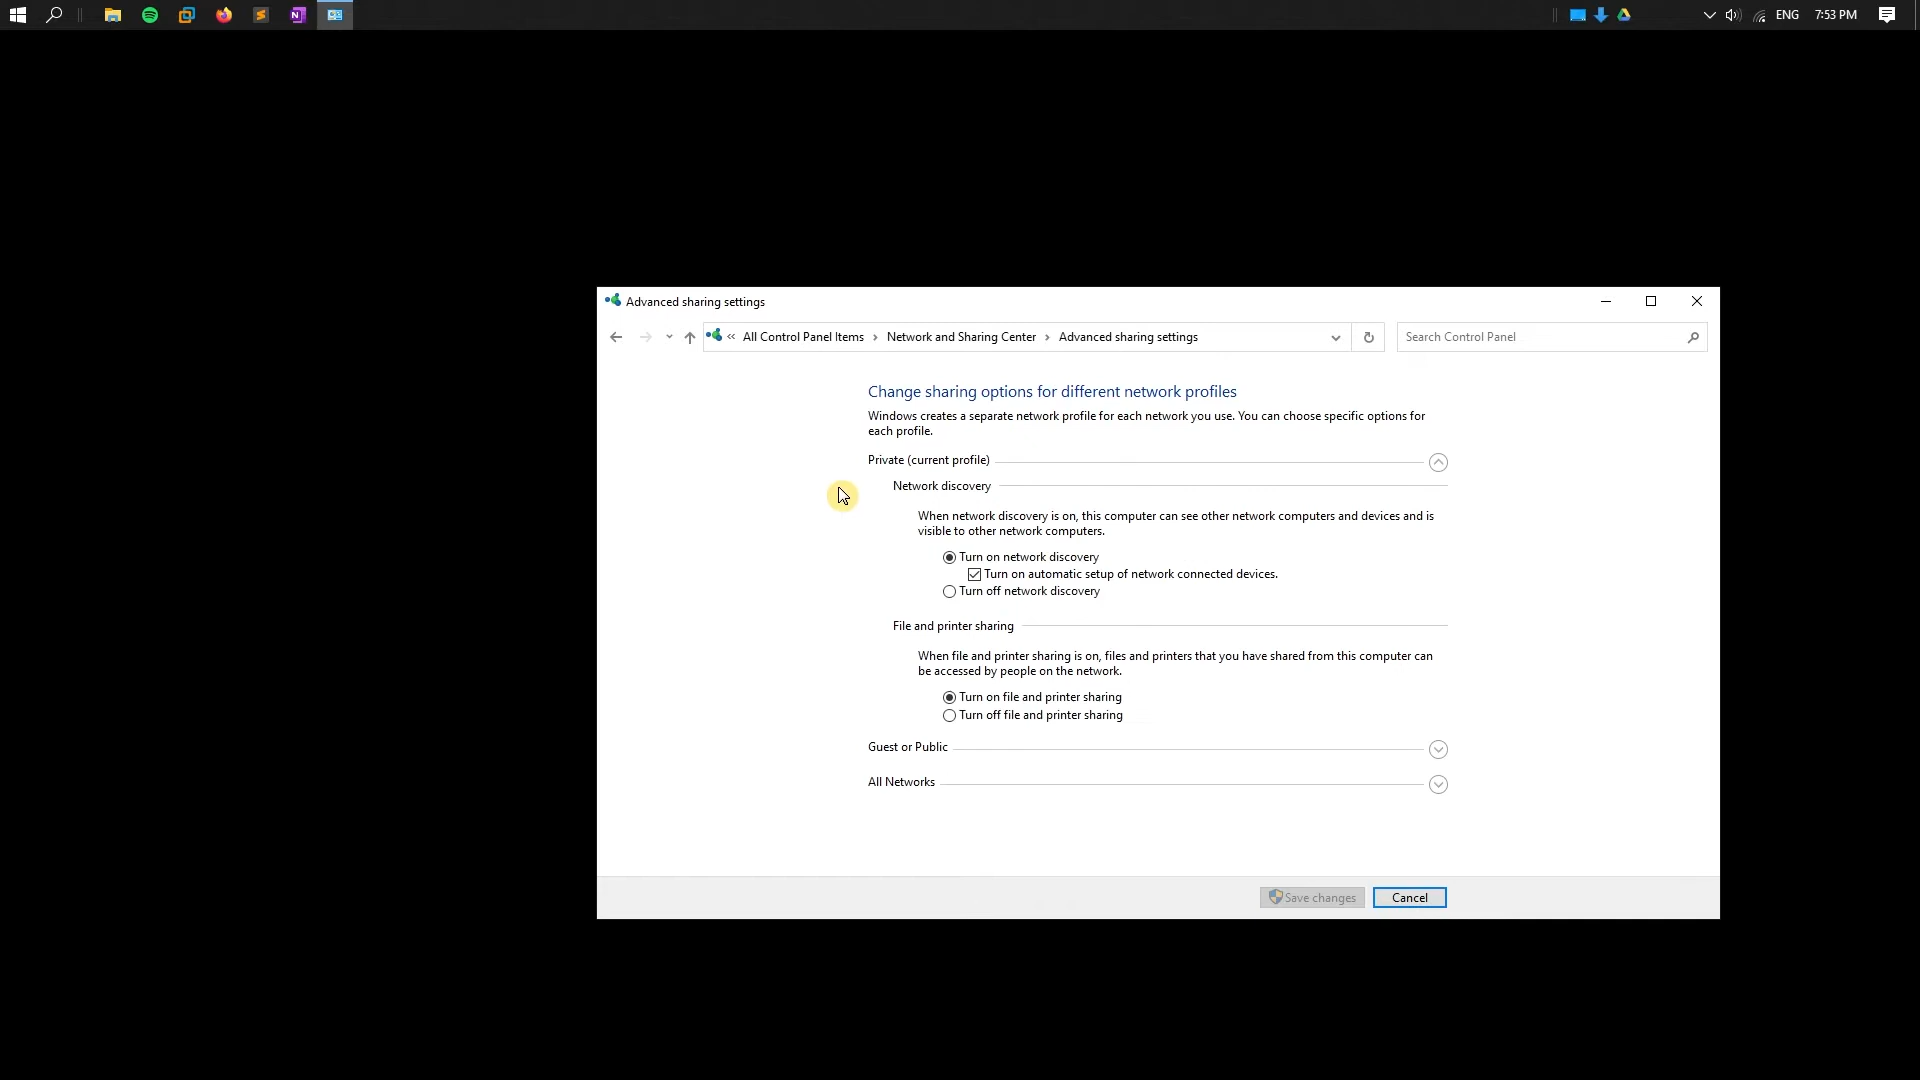 ENG
7:53 PM
Advanced sharing settings
« All Control Panel Items › Network and Sharing Center › Advanced sharing settings
Search Control Panel
Change sharing options for different network profiles
Windows creates a separate network profile for each network you use. You can choose specific options for
each profile.
Private (current profile)
Network discovery
When network discovery is on, this computer can see other network computers and devices and is
visible to other network computers.
Turn on network discovery
Turn on automatic setup of network connected devices.
Turn off network discovery
File and printer sharing
When file and printer sharing is on, files and printers that you have shared from this computer can
be accessed by people on the network.
Turn on file and printer sharing
Turn off file and printer sharing
Guest or Public
All Networks
Save changes
Cancel